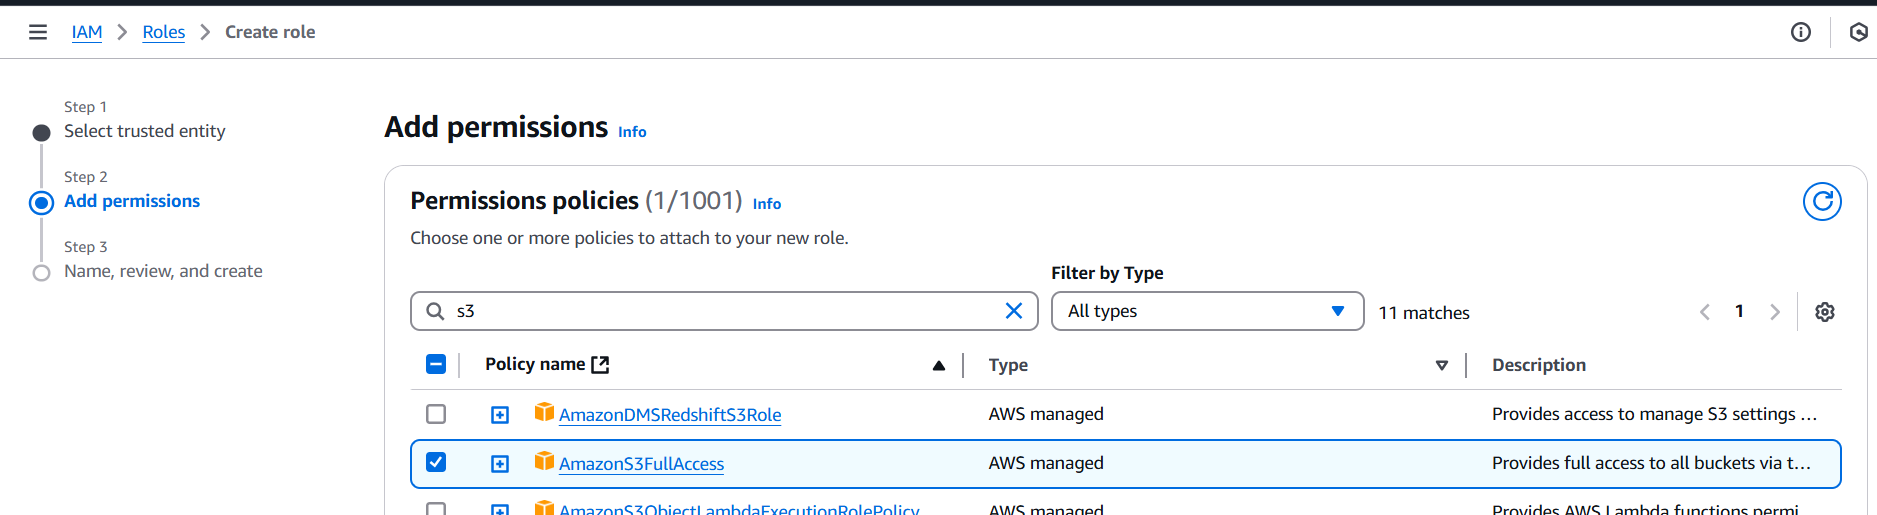 IAM > Roles > Create role
Step 1
Select trusted entity
Step 2
Add permissions
Step 3
Name, review, and create
Add permissions Info
Permissions policies (1/1001) Info
Choose one or more policies to attach to your new role.
Filter by Type
s3
All types
11 matches
1
Policy name
Type
Description
AmazonDMSRedshiftS3Role
AWS managed
Provides access to manage S3 settings ...
AmazonS3FullAccess
AWS managed
Provides full access to all buckets via t...
AmazonS3ObjectLambdaExecutionRolePolicy
AWS managed
Provides AWS Lambda functions permi...